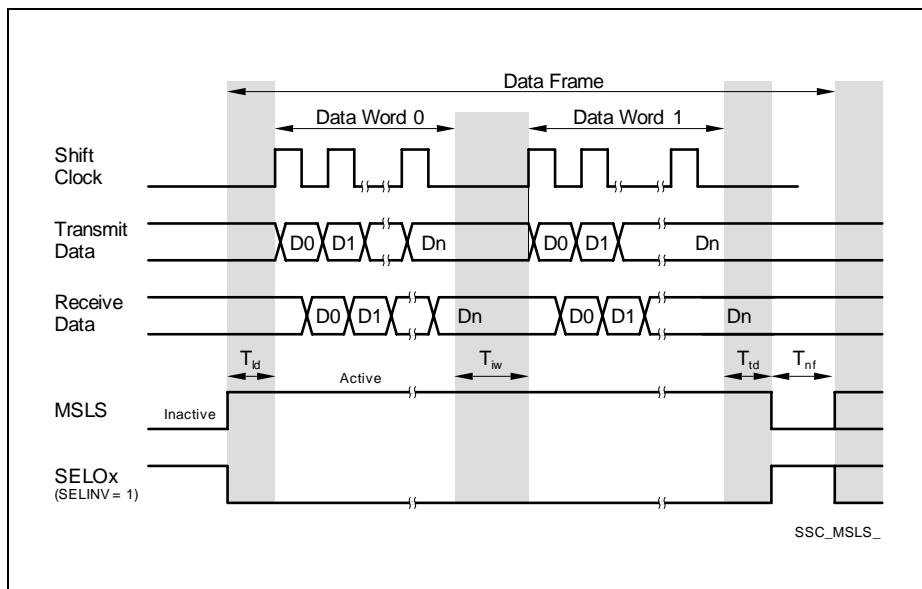 Data Frame
Data Word 0
Data Word 1
Shift
Clock
Transmit
Data
D0 D1 Dn D0 D1 Dn
Receive
Data
D0 D1 Dn D0 D1 Dn
Tld Tiw Ttd Tnf
Active
MSLS
Inactive
SELOx
(SELINV = 1)
SSC_MSLS_